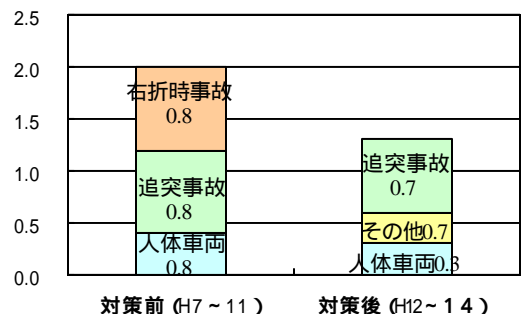 2.5
2.0
1.5
1.0
0.5
0.0
右折時事故
0.8
追突事故
0.8
人体車両
0.8
追突事故
0.7
その他0.7
人体車両0.3
対策前 (H7～11)
対策後 (H12～14)